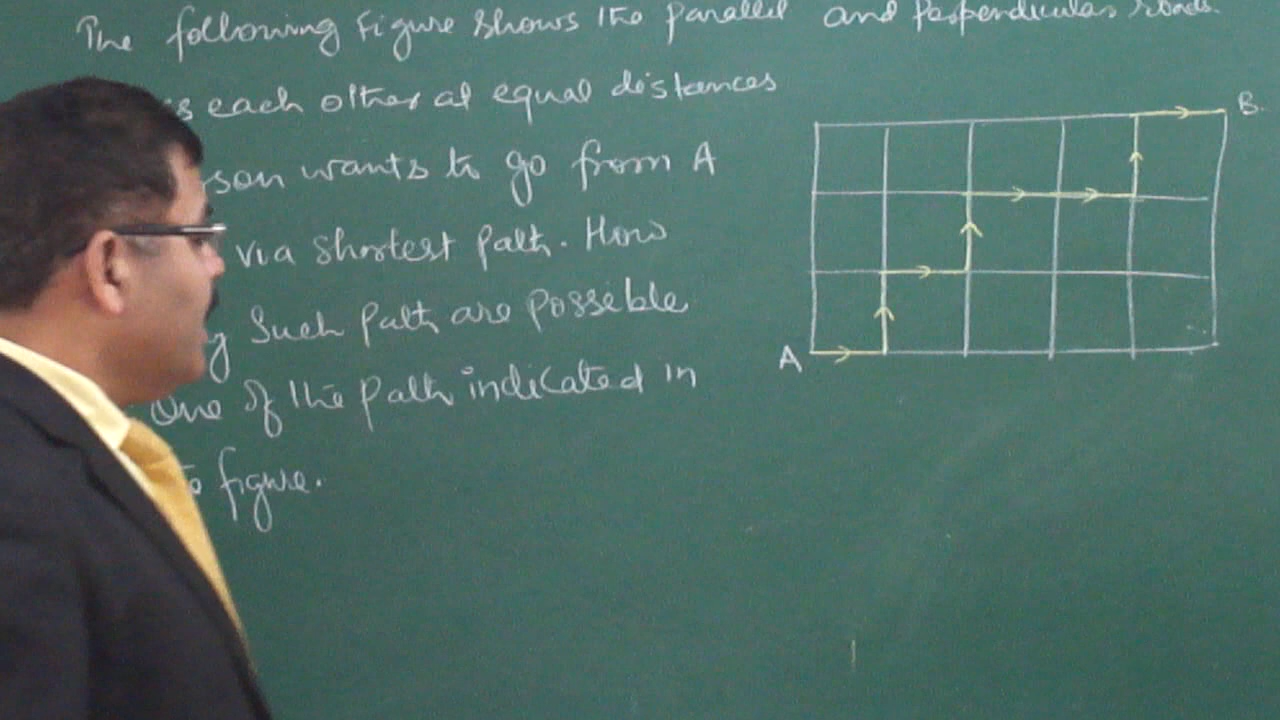 The following Figure shows the parallel and perpendicular roads.
each other at equal distances
wants to go from A
via shortest path. How
such path are possible
One of the path indicated in
figure.
B.
A